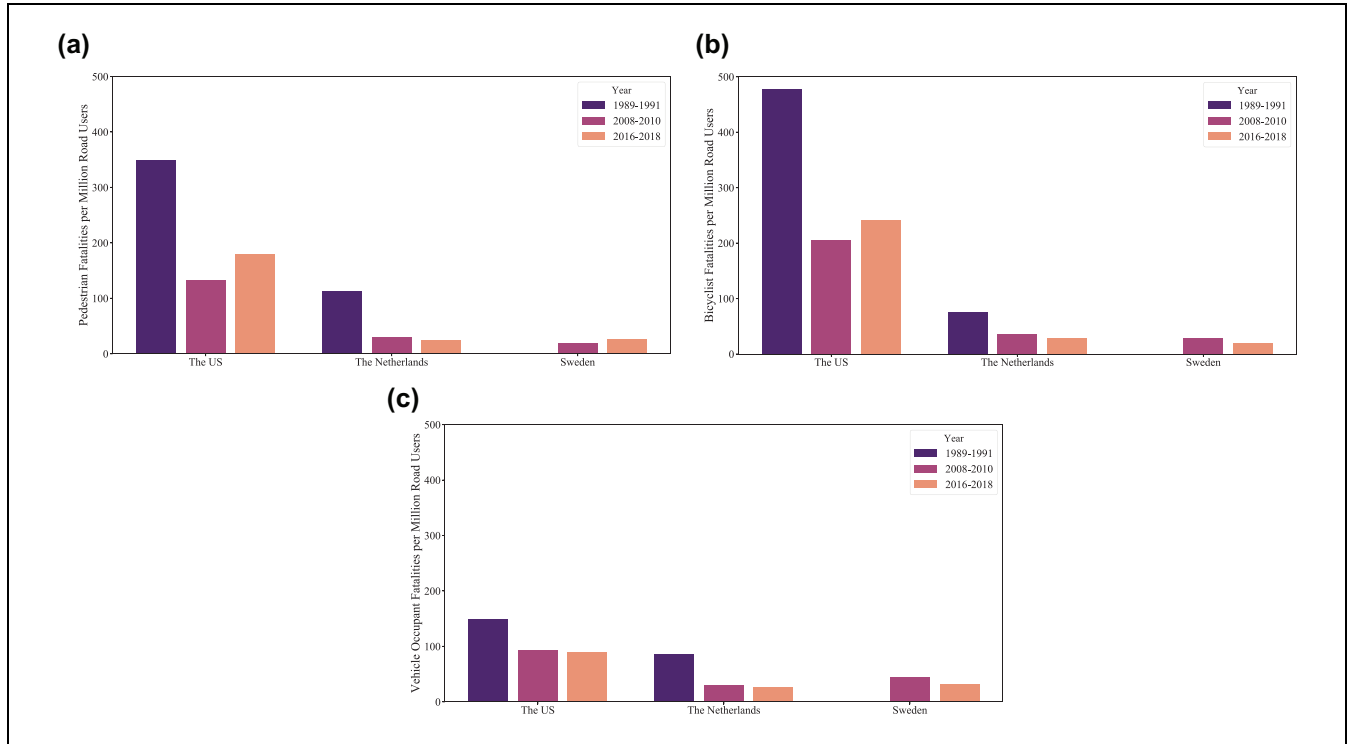 (a)
Pedestrian Fatalities per Million Road Users
500
400
300
200
100
0
Year
1989-1991
2008-2010
2016-2018
The US
The Netherlands
Sweden
(b)
Bicyclist Fatalities per Million Road Users
500
400
300
200
100
0
Year
1989-1991
2008-2010
2016-2018
The US
The Netherlands
Sweden
(c)
Vehicle Occupant Fatalities per Million Road Users
500
400
300
200
100
0
Year
1989-1991
2008-2010
2016-2018
The US
The Netherlands
Sweden